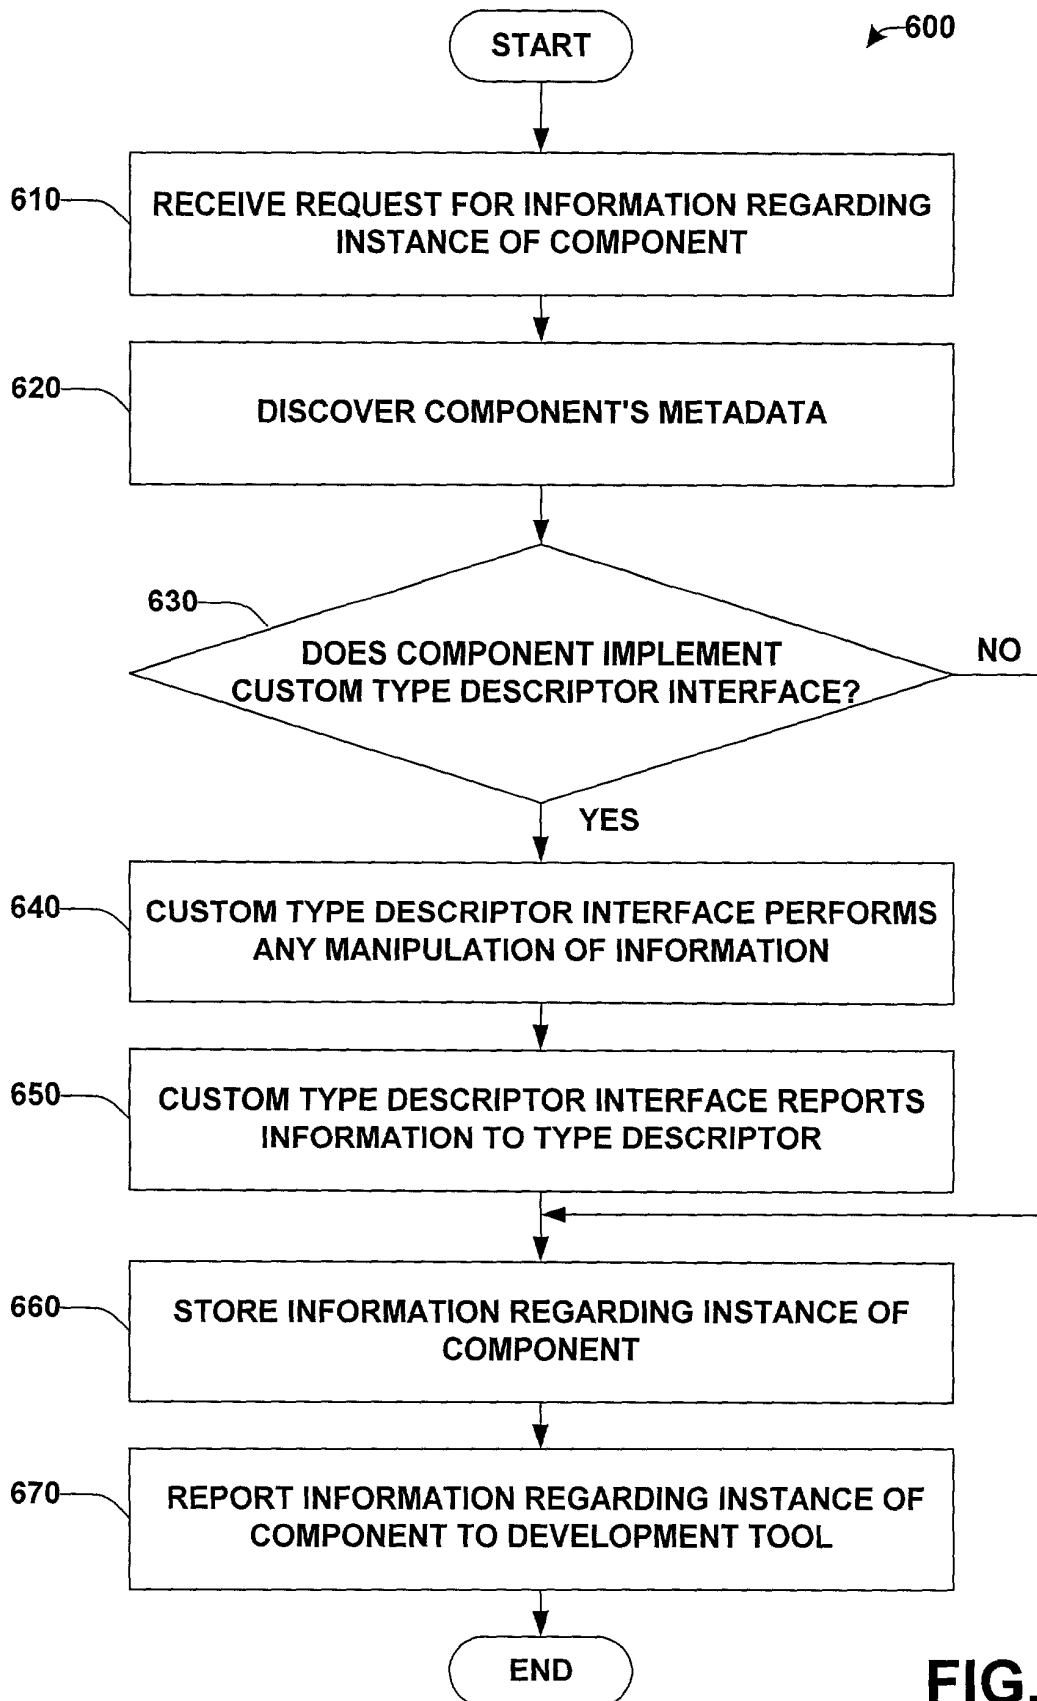 START
600
610
RECEIVE REQUEST FOR INFORMATION REGARDING
INSTANCE OF COMPONENT
620
DISCOVER COMPONENT'S METADATA
630
DOES COMPONENT IMPLEMENT
CUSTOM TYPE DESCRIPTOR INTERFACE?
NO
YES
640
CUSTOM TYPE DESCRIPTOR INTERFACE PERFORMS
ANY MANIPULATION OF INFORMATION
650
CUSTOM TYPE DESCRIPTOR INTERFACE REPORTS
INFORMATION TO TYPE DESCRIPTOR
660
STORE INFORMATION REGARDING INSTANCE OF
COMPONENT
670
REPORT INFORMATION REGARDING INSTANCE OF
COMPONENT TO DEVELOPMENT TOOL
END
FIG.